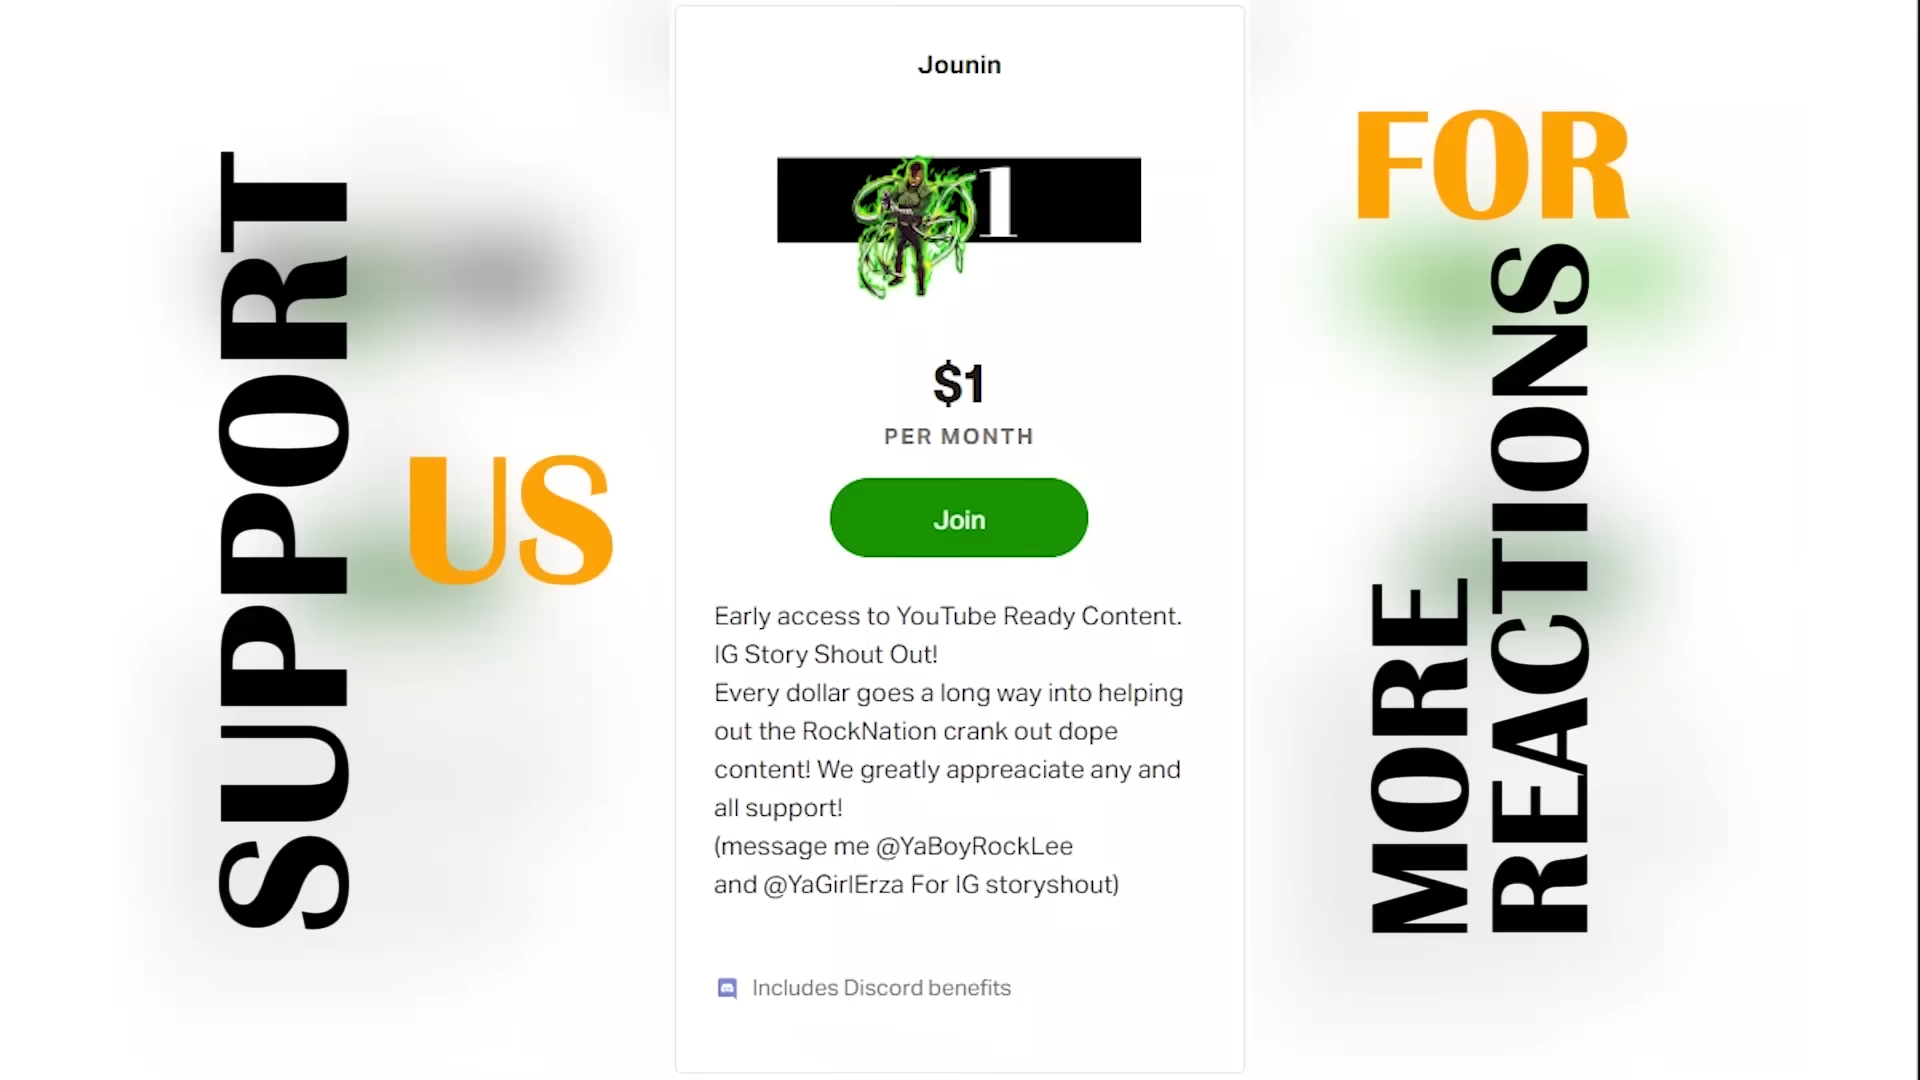 SUPPORT
US
Jounin
1
$1
PER MONTH
Join
Early access to YouTube Ready Content.
IG Story Shout Out!
Every dollar goes a long way into helping
out the RockNation crank out dope
content! We greatly appreaciate any and
all support!
(message me @YaBoyRockLee
and @YaGirlErza For IG storyshout)
Includes Discord benefits
FOR
MORE
REACTIONS